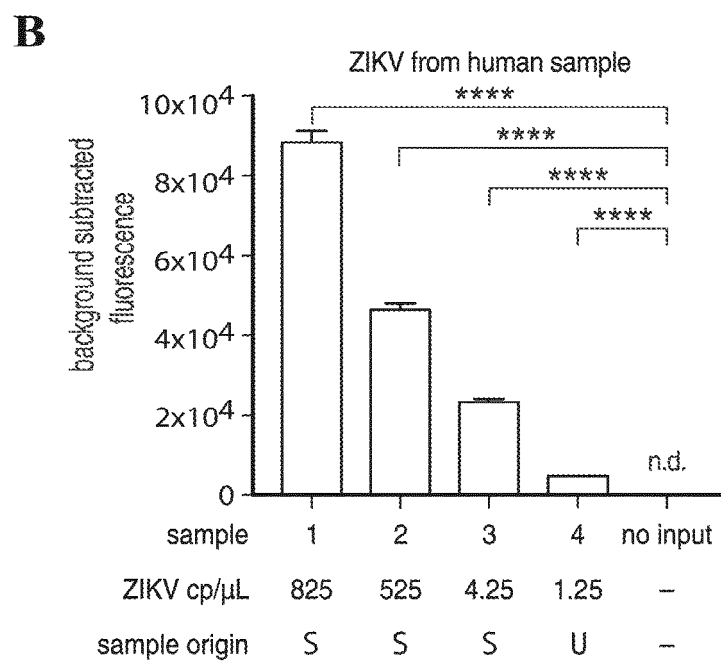 B
ZIKV from human sample
****
****
****
****
background subtracted
fluorescence
10x10⁴
8x10⁴
6x10⁴
4x10⁴
2x10⁴
0
n.d.
sample 1 2 3 4 no input
ZIKV cp/µL 825 525 4.25 1.25 –
sample origin S S S U –